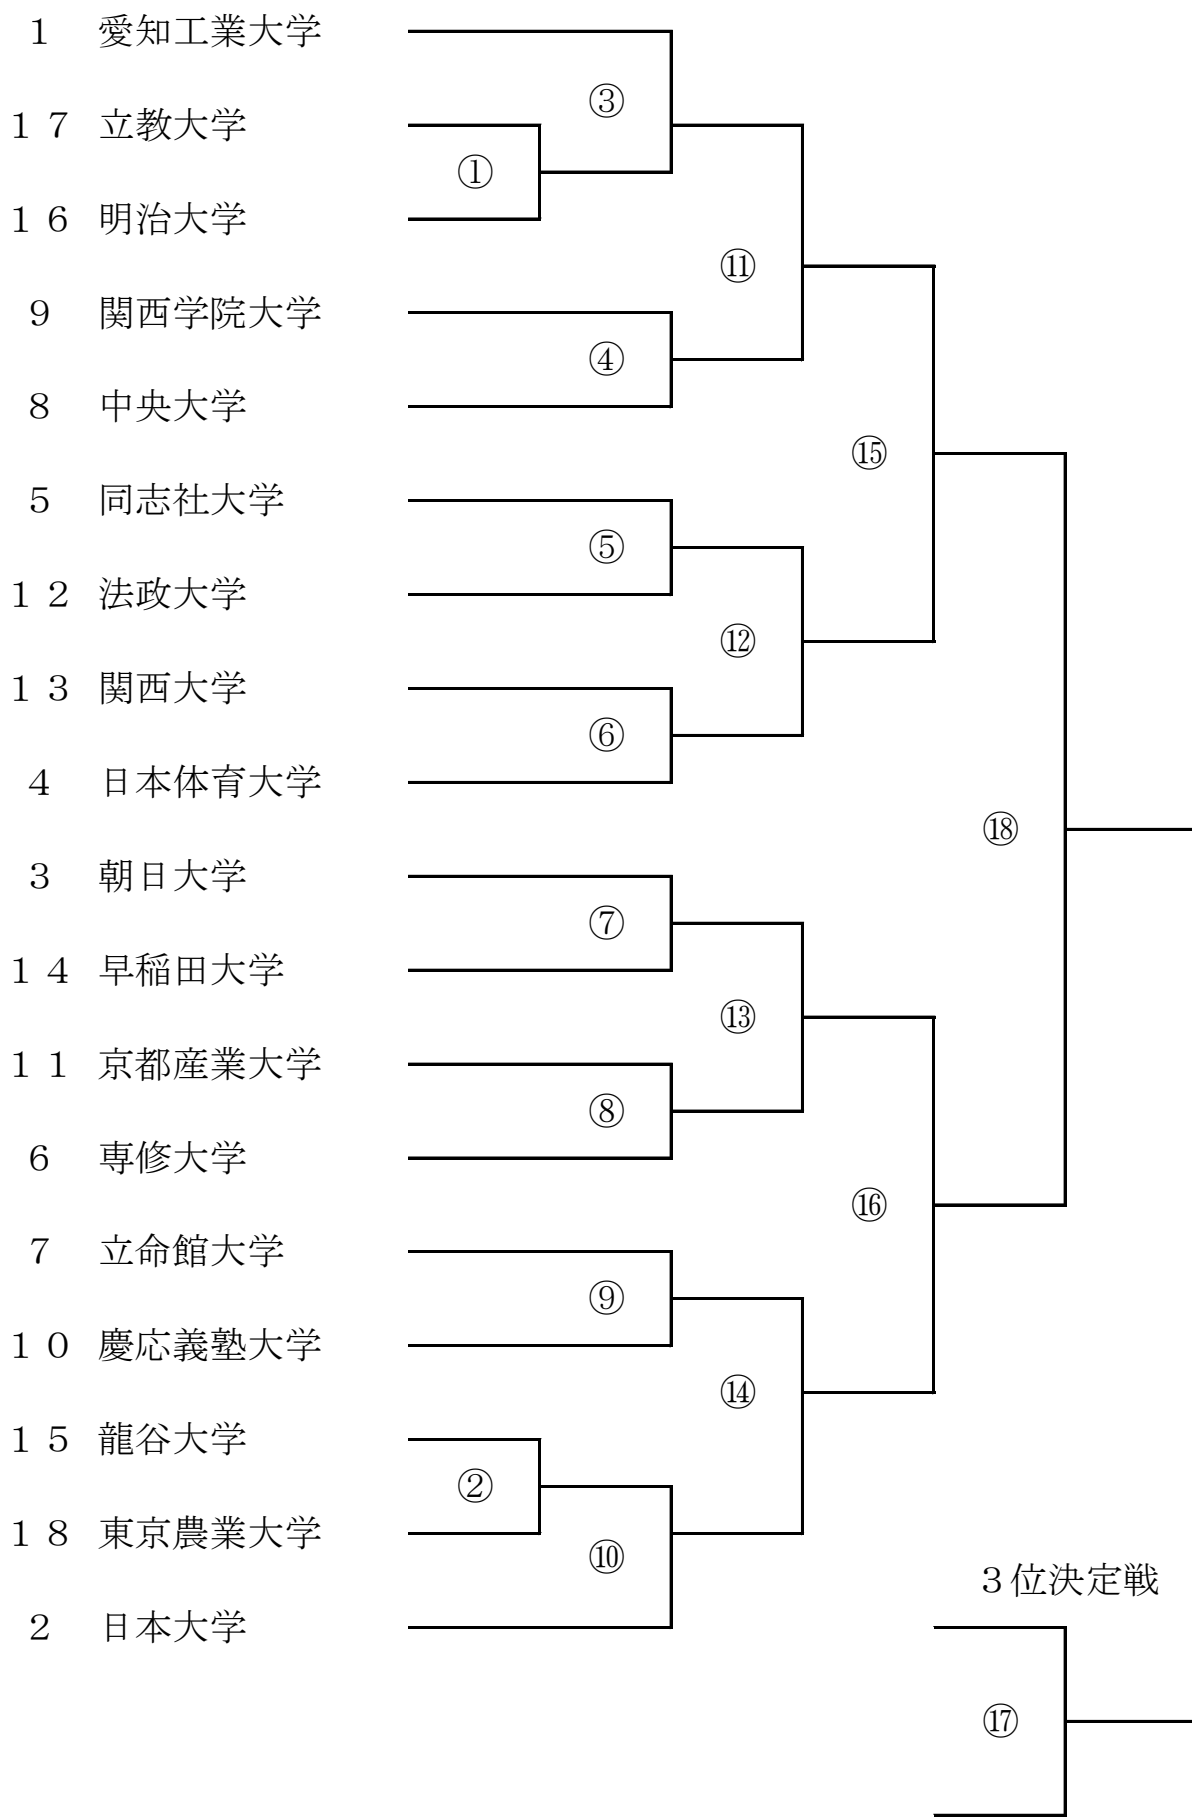 １　愛知工業大学
③
１７　立教大学
①
１６　明治大学
⑪
９　関西学院大学
④
８　中央大学
⑮
５　同志社大学
⑤
１２　法政大学
⑫
１３　関西大学
⑥
４　日本体育大学
⑱
３　朝日大学
⑦
１４　早稲田大学
⑬
１１　京都産業大学
⑧
６　専修大学
⑯
７　立命館大学
⑨
１０　慶応義塾大学
⑭
１５　龍谷大学
②
１８　東京農業大学
⑩
３位決定戦
２　日本大学
⑰